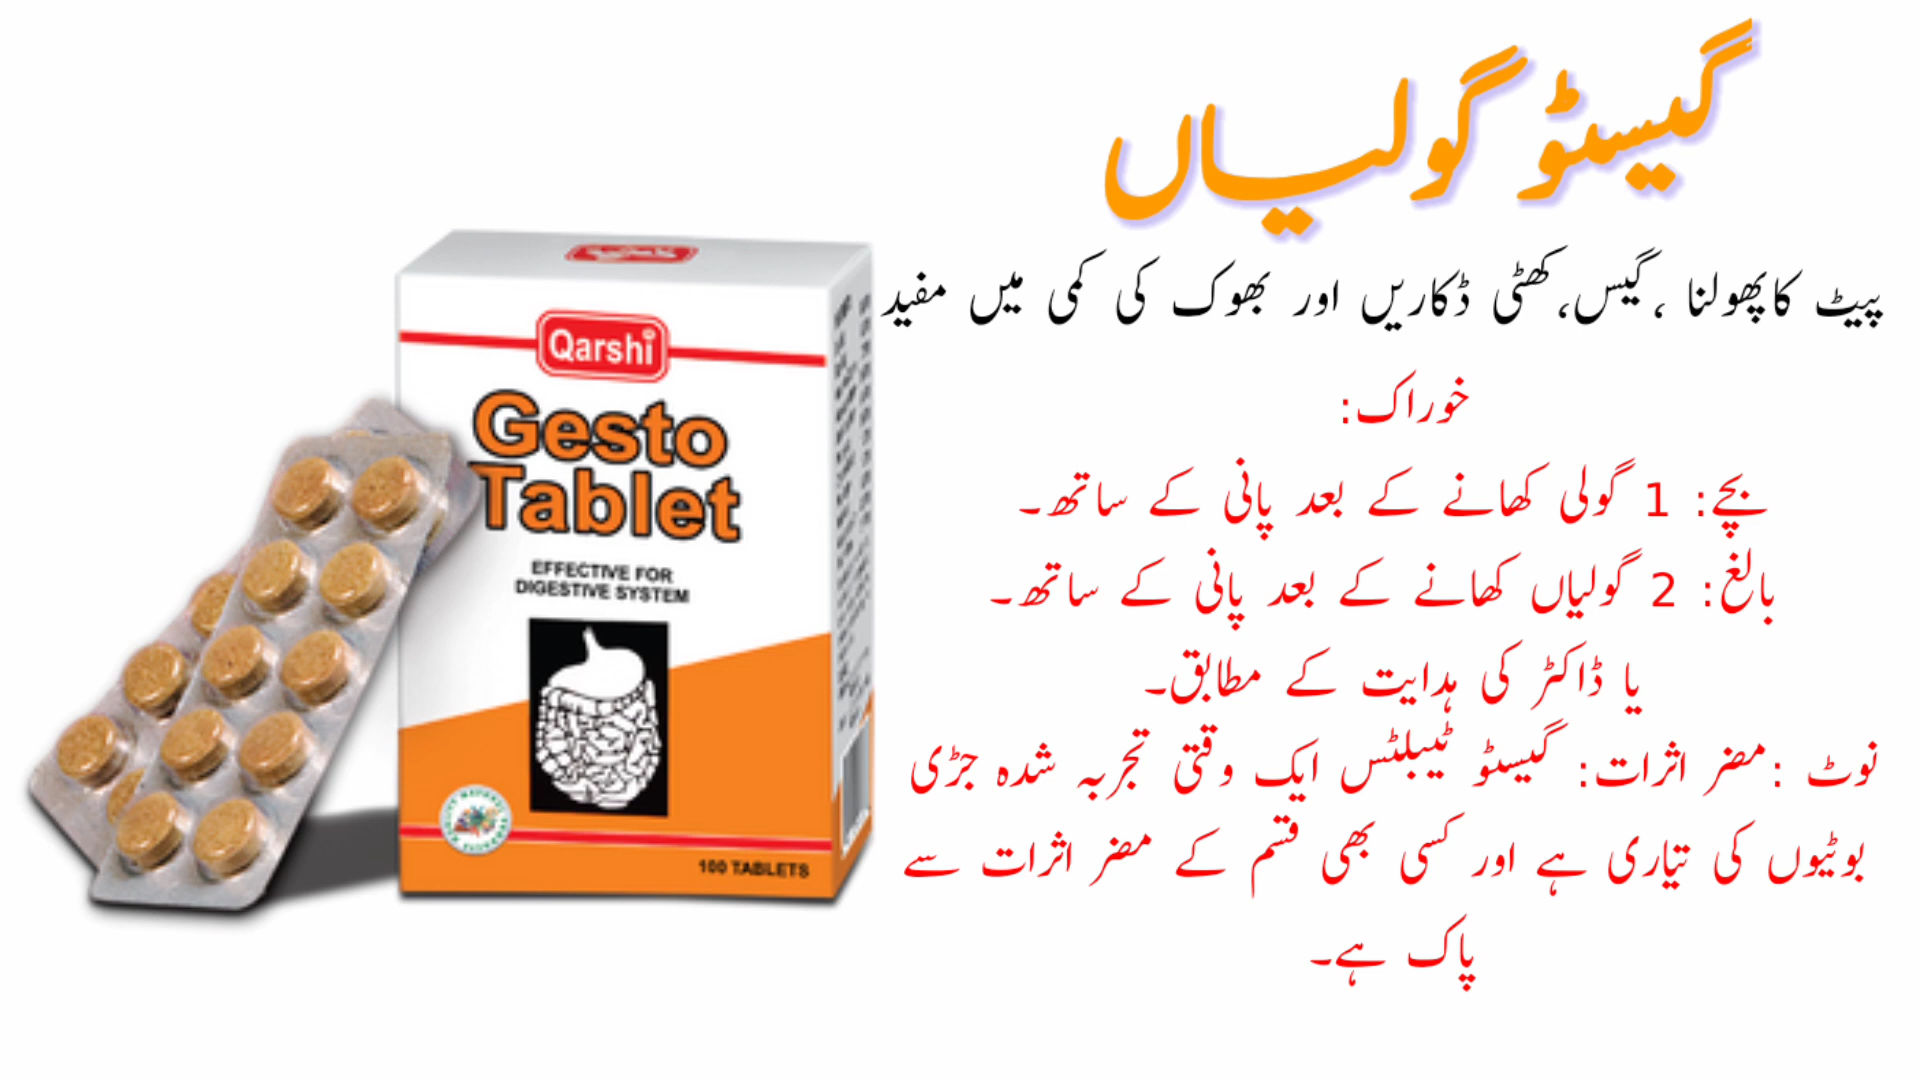 گیسٹو گولیاں
پیٹ کاپھولنا ،گیس،کھٹی ڈکاریں اور بھوک کی کمی میں مفید
خوراک:
بچے: 1 گولی کھانے کے بعد پانی کے ساتھ۔
بالغ: 2 گولیاں کھانے کے بعد پانی کے ساتھ۔
یا ڈاکٹر کی ہدایت کے مطابق۔
نوٹ :مضر اثرات: گیسٹو ٹیبلٹس ایک وقتی تجربہ شدہ جڑی
بوٹیوں کی تیاری ہے اور کسی بھی قسم کے مضر اثرات سے
پاک ہے۔
Qarshi
Gesto
Tablet
EFFECTIVE FOR
DIGESTIVE SYSTEM
100 TABLETS